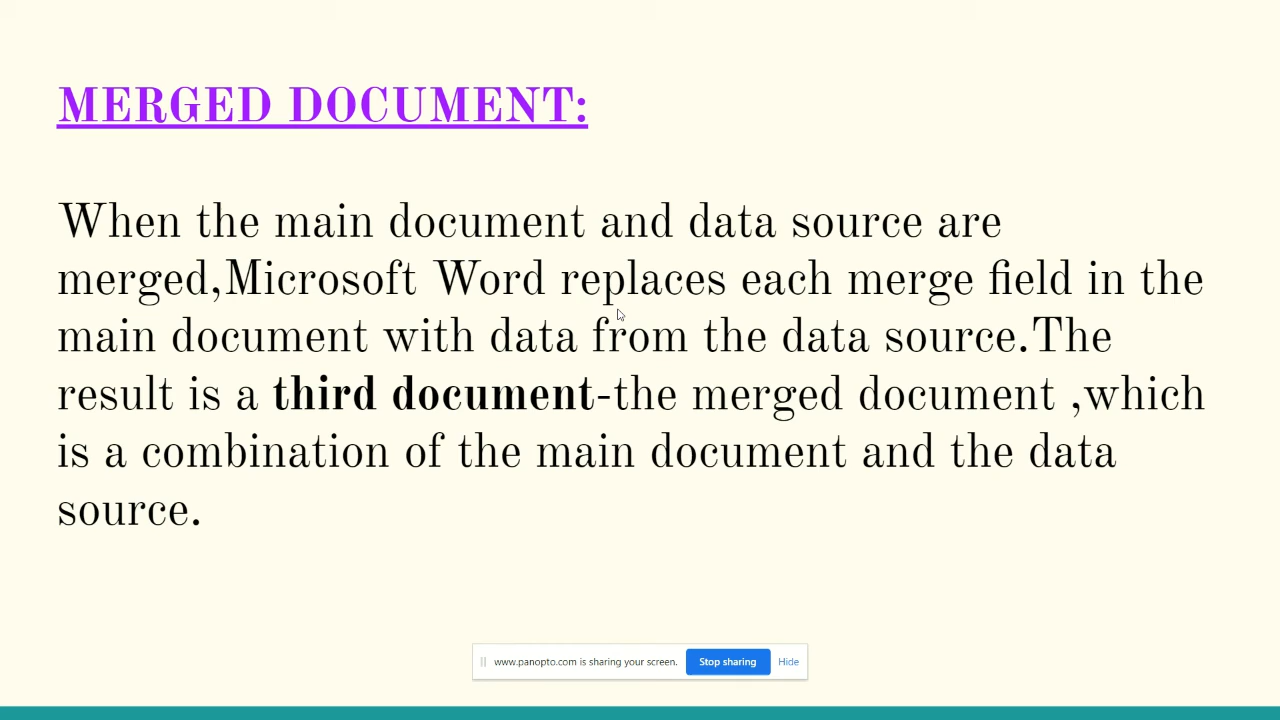 MERGED DOCUMENT:
When the main document and data source are
merged,Microsoft Word replaces each merge field in the
main document with data from the data source.The
result is a third document-the merged document ,which
is a combination of the main document and the data
source.
www.panopto.com is sharing your screen. Stop sharing Hide